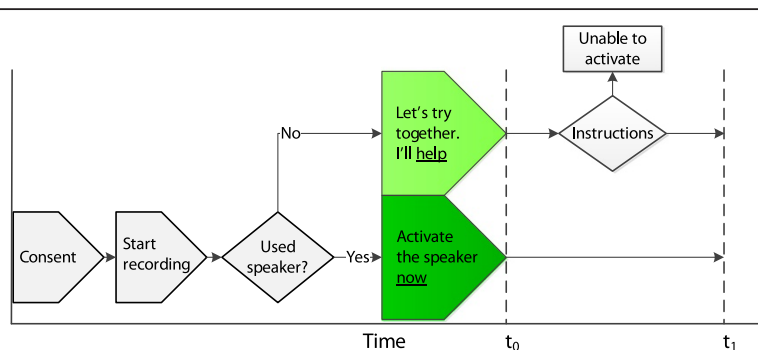 Unable to
activate
Let's try
together.
I'll help
No
Instructions
Consent
Start
recording
Used
speaker?
Yes
Activate
the speaker
now
Time
t₀
t₁